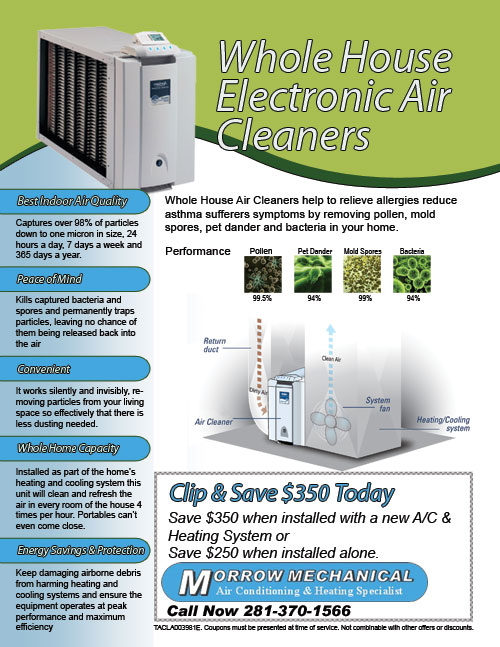 Whole House
Electronic Air
Cleaners
Best Indoor Air Quality
Captures over 98% of particles
down to one micron in size, 24
hours a day, 7 days a week and
365 days a year.
Peace of Mind
Kills captured bacteria and
spores and permanently traps
particles, leaving no chance of
them being released back into
the air
Convenient
It works silently and invisibly, re-
moving particles from your living
space so effectively that there is
less dusting needed.
Whole Home Capacity
Installed as part of the home's
heating and cooling system this
unit will clean and refresh the
air in every room of the house 4
times per hour. Portables can't
even come close.
Energy Savings & Protection
Keep damaging airborne debris
from harming heating and
cooling systems and ensure the
equipment operates at peak
performance and maximum
efficiency
Whole House Air Cleaners help to relieve allergies reduce
asthma sufferers symptoms by removing pollen, mold
spores, pet dander and bacteria in your home.
Performance
Pollen Pet Dander Mold Spores Bacteria
99.5% 94% 99% 94%
Return
duct
Clean Air
Dirty Air
Air Cleaner
System
fan
Heating/Cooling
system
Clip & Save $350 Today
Save $350 when installed with a new A/C &
Heating System or
Save $250 when installed alone.
MORROW MECHANICAL
Air Conditioning & Heating Specialist
Call Now 281-370-1566
TACLA003981E. Coupons must be presented at time of service. Not combinable with other offers or discounts.